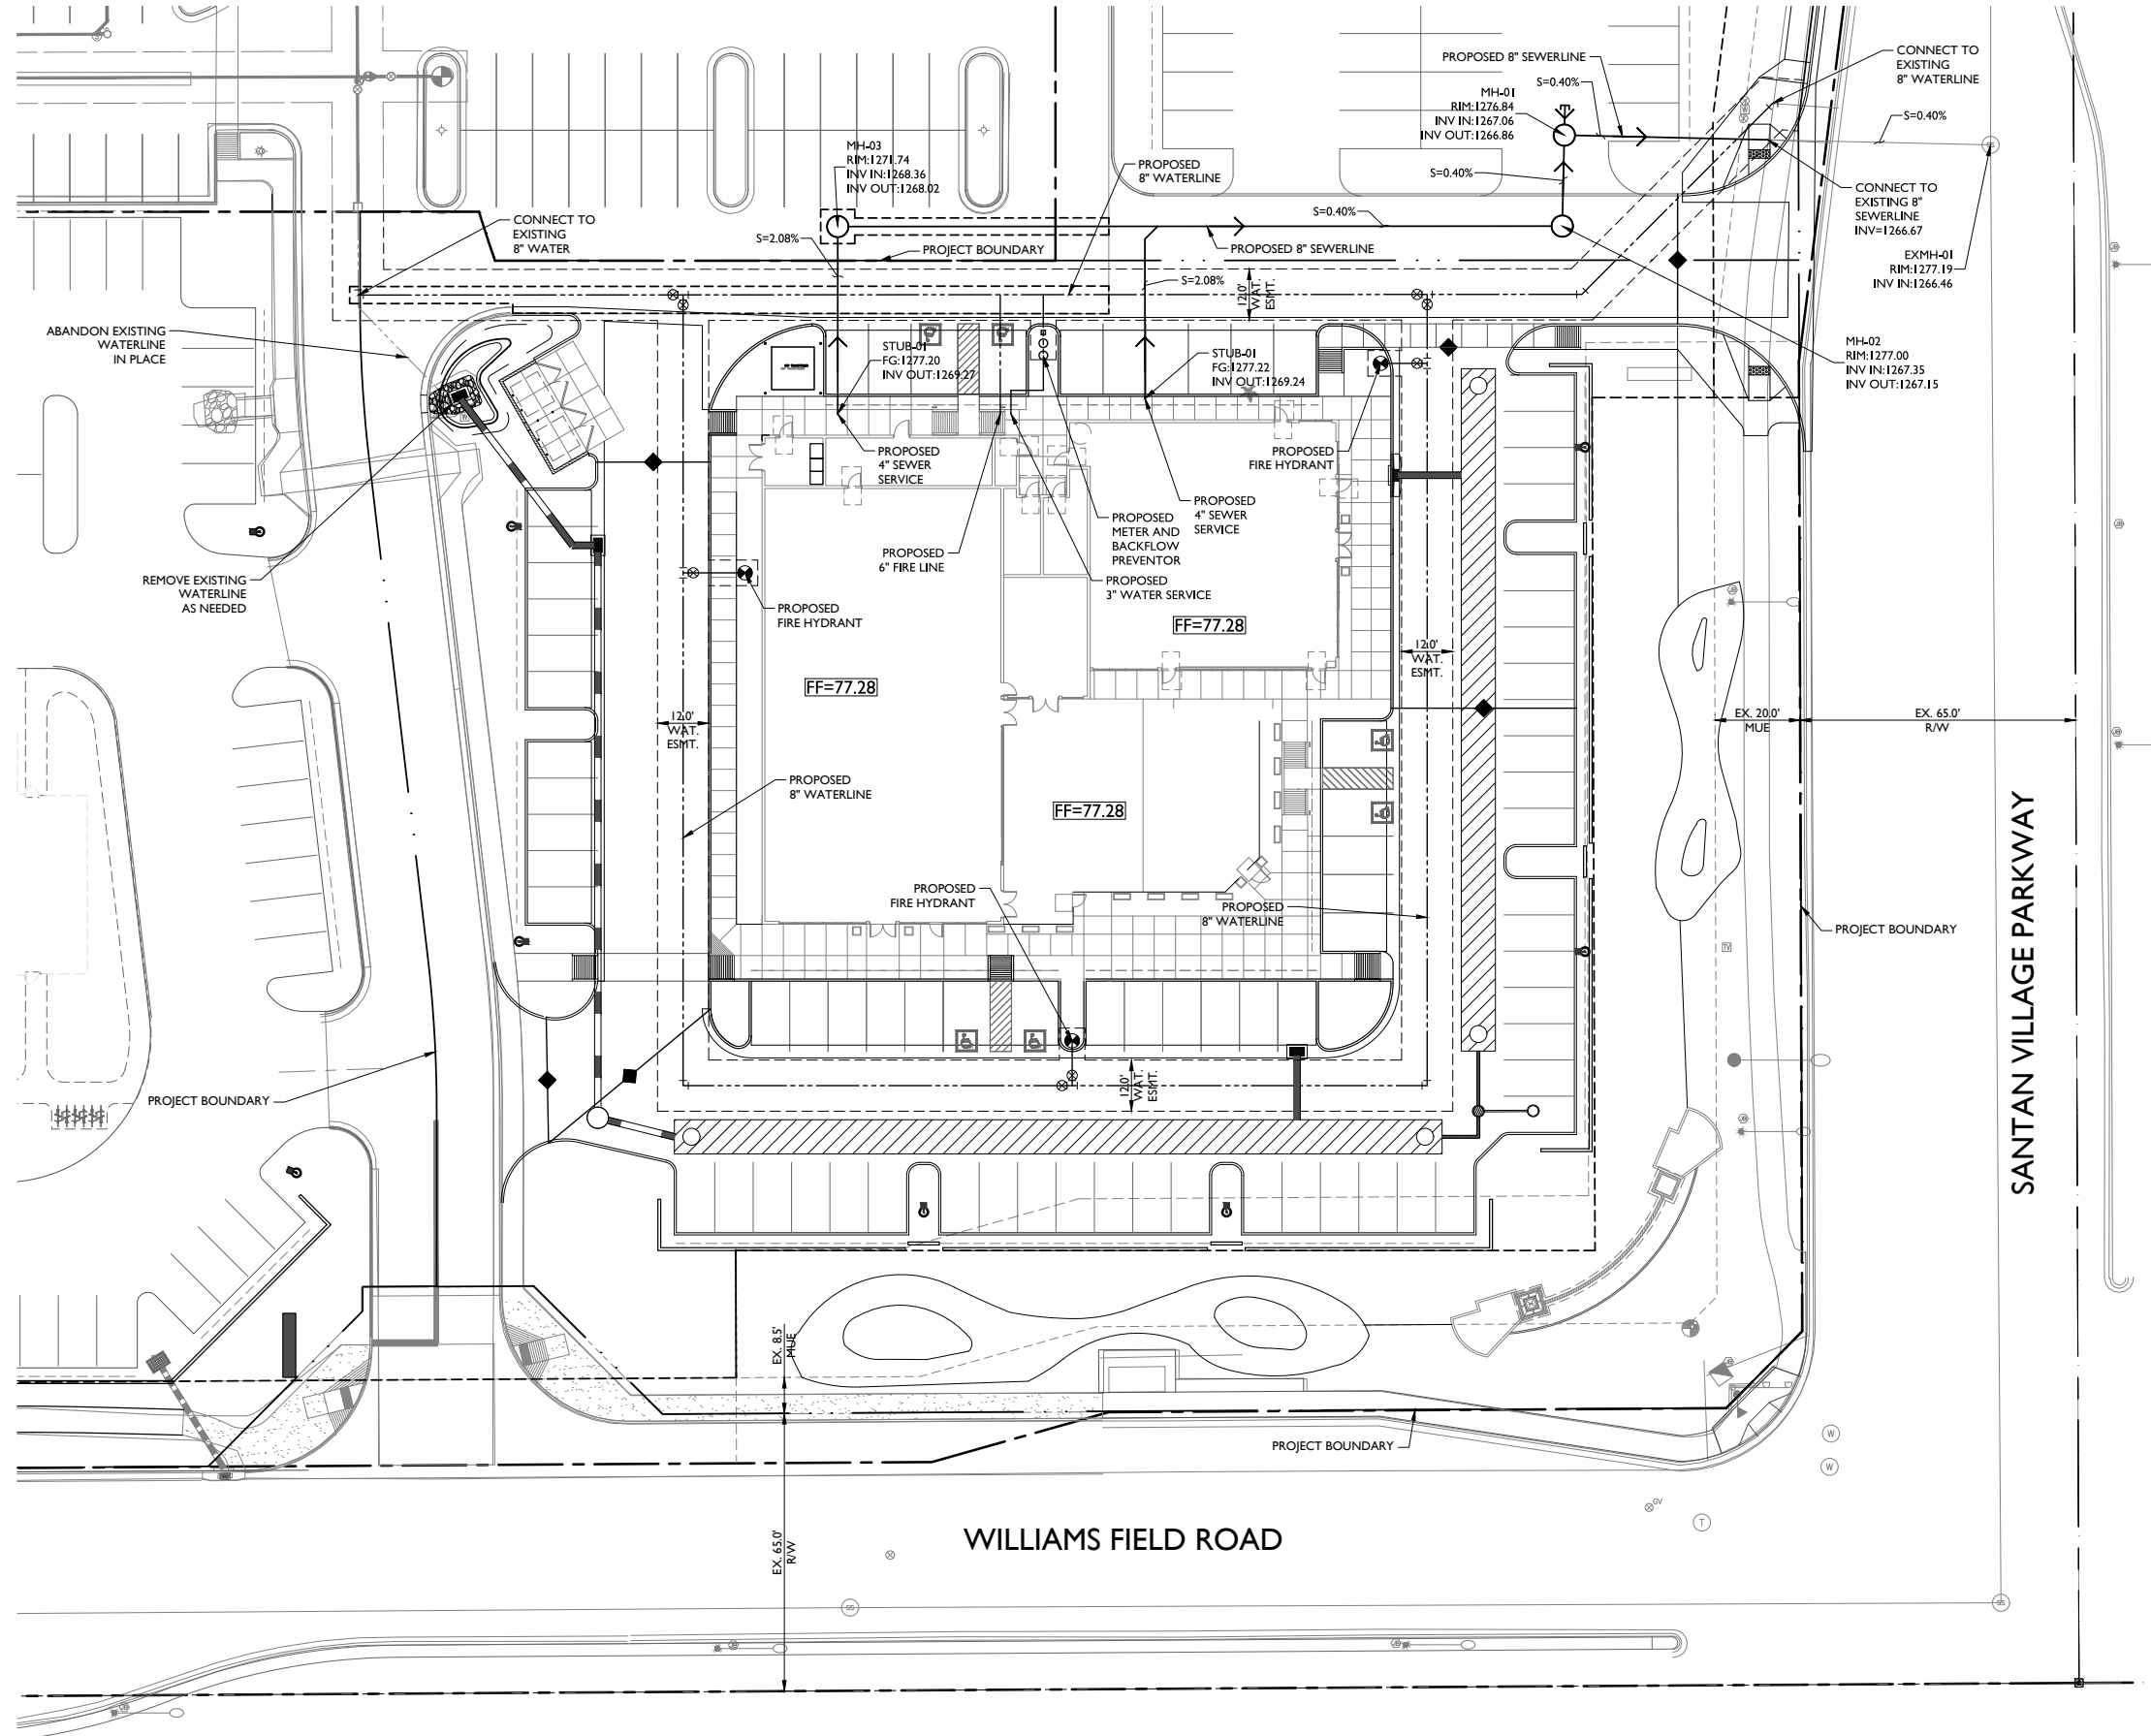 PROPOSED 8" SEWERLINE
S=0.40%
CONNECT TO
EXISTING
8" WATERLINE
MH-01
RIM:1276.84
INV IN:1267.06
INV OUT:1266.86
S=0.40%
S=0.40%
MH-03
RIM:1271.74
INV IN:1268.36
INV OUT:1268.02
PROPOSED
8" WATERLINE
CONNECT TO
EXISTING 8"
SEWERLINE
INV=1266.67
CONNECT TO
EXISTING
8" WATER
S=2.08%
PROJECT BOUNDARY
S=0.40%
PROPOSED 8" SEWERLINE
EXMH-01
RIM:1277.19
INV IN:1266.46
S=2.08%
12.0'
WAT.
ESMT.
ABANDON EXISTING
WATERLINE
IN PLACE
STUB-01
FG:1277.20
INV OUT:1269.27
STUB-01
FG:1277.22
INV OUT:1269.24
MH-02
RIM:1277.00
INV IN:1267.35
INV OUT:1267.15
PROPOSED
4" SEWER
SERVICE
PROPOSED
FIRE HYDRANT
PROPOSED
4" SEWER
SERVICE
PROPOSED
METER AND
BACKFLOW
PREVENTOR
PROPOSED
6" FIRE LINE
PROPOSED
3" WATER SERVICE
REMOVE EXISTING
WATERLINE
AS NEEDED
PROPOSED
FIRE HYDRANT
FF=77.28
12.0'
WAT.
ESMT.
FF=77.28
12.0'
WAT.
ESMT.
EX. 20.0'
MUE
EX. 65.0'
R/W
PROPOSED
8" WATERLINE
FF=77.28
PROPOSED
FIRE HYDRANT
PROPOSED
8" WATERLINE
PROJECT BOUNDARY
SANTAN VILLAGE PARKWAY
12.0'
WAT.
ESMT.
PROJECT BOUNDARY
EX. 8.5'
MUE
PROJECT BOUNDARY
W
W
GV
T
WILLIAMS FIELD ROAD
EX. 65.0'
R/W
SS
SS